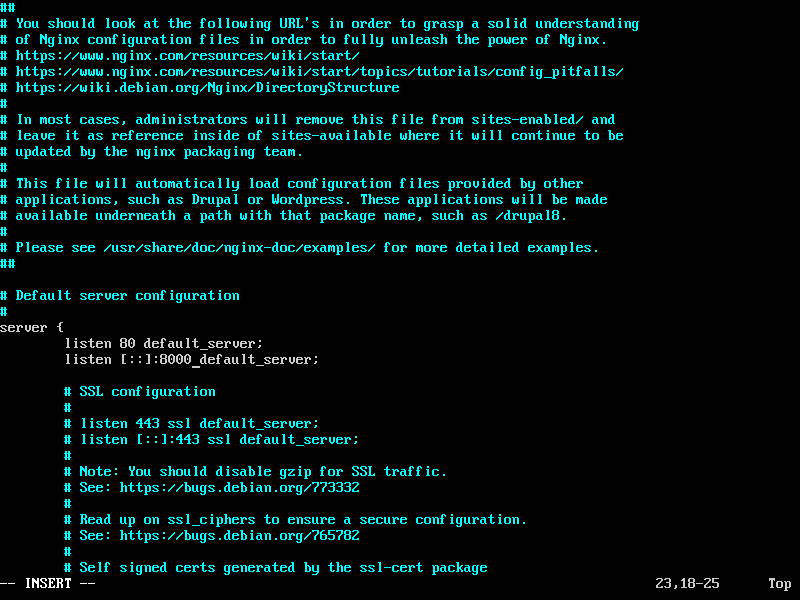 ##
# You should look at the following URL's in order to grasp a solid understanding
# of Nginx configuration files in order to fully unleash the power of Nginx.
# https://www.nginx.com/resources/wiki/start/
# https://www.nginx.com/resources/wiki/start/topics/tutorials/config_pitfalls/
# https://wiki.debian.org/Nginx/DirectoryStructure
#
# In most cases, administrators will remove this file from sites-enabled/ and
# leave it as reference inside of sites-available where it will continue to be
# updated by the nginx packaging team.
#
# This file will automatically load configuration files provided by other
# applications, such as Drupal or Wordpress. These applications will be made
# available underneath a path with that package name, such as /drupal8.
#
# Please see /usr/share/doc/nginx-doc/examples/ for more detailed examples.
##

# Default server configuration
#
server {
        listen 80 default_server;
        listen [::]:8000 default_server;

        # SSL configuration
        #
        # listen 443 ssl default_server;
        # listen [::]:443 ssl default_server;
        #
        # Note: You should disable gzip for SSL traffic.
        # See: https://bugs.debian.org/773332
        #
        # Read up on ssl_ciphers to ensure a secure configuration.
        # See: https://bugs.debian.org/765782
        #
        # Self signed certs generated by the ssl-cert package
-- INSERT --                                                                      23,18-25      Top